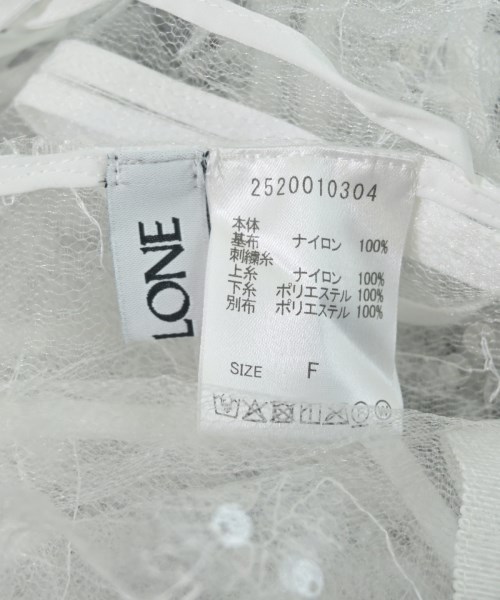 LONE
2520010304
本体
基布 ナイロン 100%
刺繍糸
上糸 ナイロン 100%
下糸 ポリエステル 100%
別布 ポリエステル 100%
SIZE F